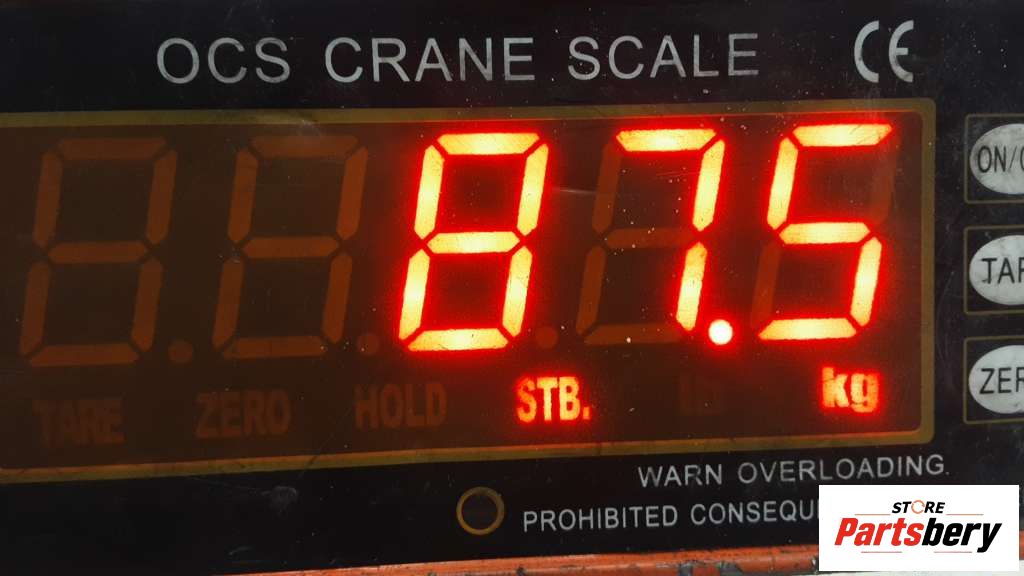 OCS CRANE SCALE CE
87.5
TARE ZERO HOLD STB. lb kg
ON/
TAR
ZER
WARN OVERLOADING.
PROHIBITED CONSEQU
STORE
Partsbery